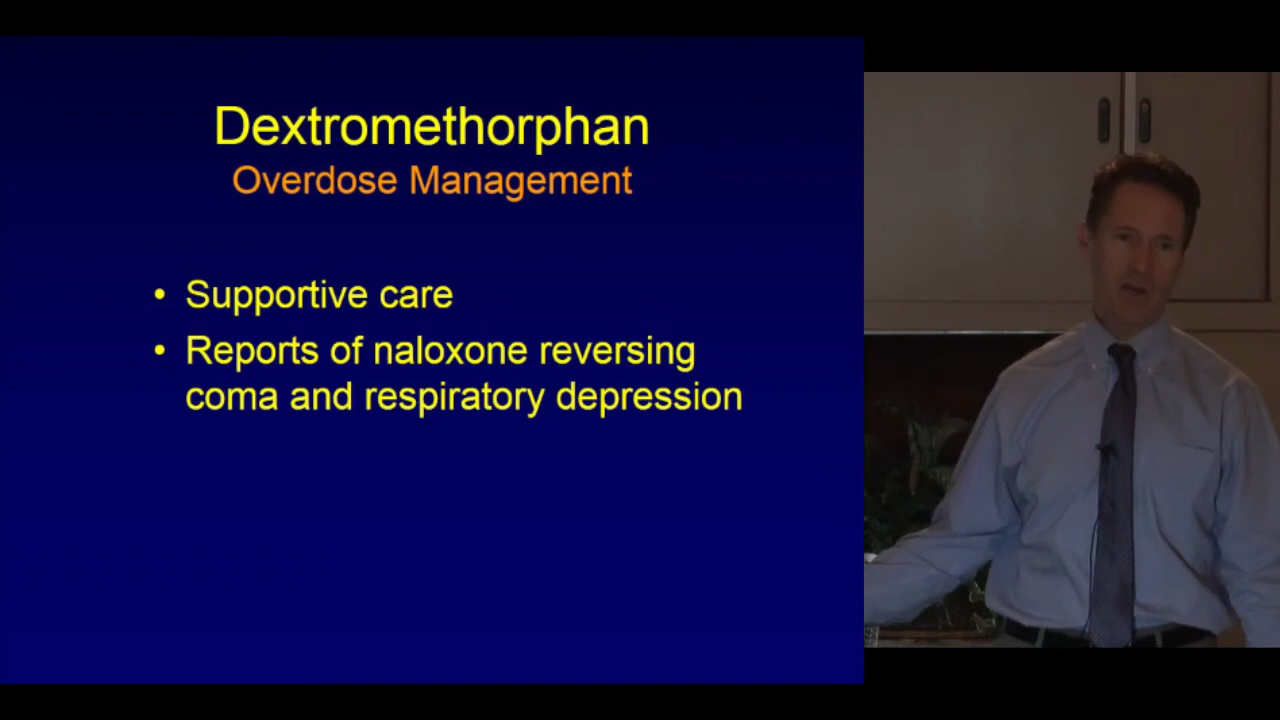 Dextromethorphan
Overdose Management
• Supportive care
• Reports of naloxone reversing
coma and respiratory depression